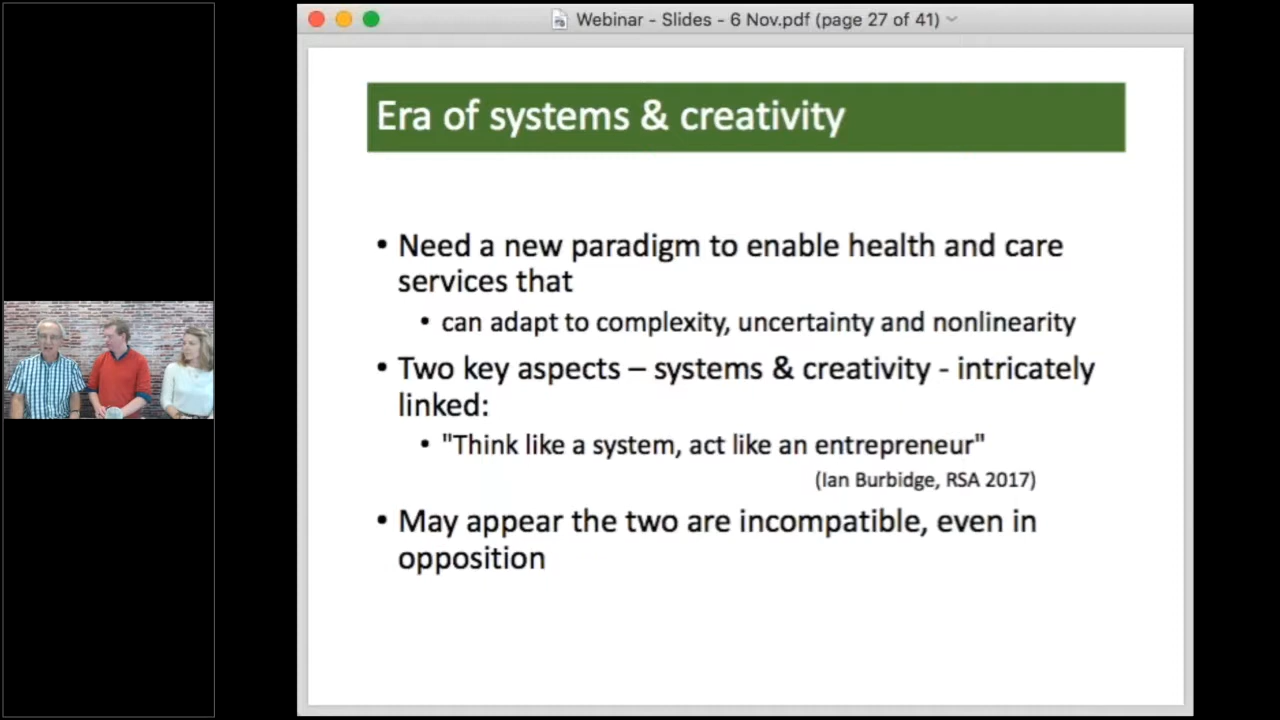 Webinar - Slides - 6 Nov.pdf (page 27 of 41)
Era of systems & creativity
• Need a new paradigm to enable health and care
services that
• can adapt to complexity, uncertainty and nonlinearity
• Two key aspects – systems & creativity - intricately
linked:
• "Think like a system, act like an entrepreneur"
(Ian Burbidge, RSA 2017)
• May appear the two are incompatible, even in
opposition